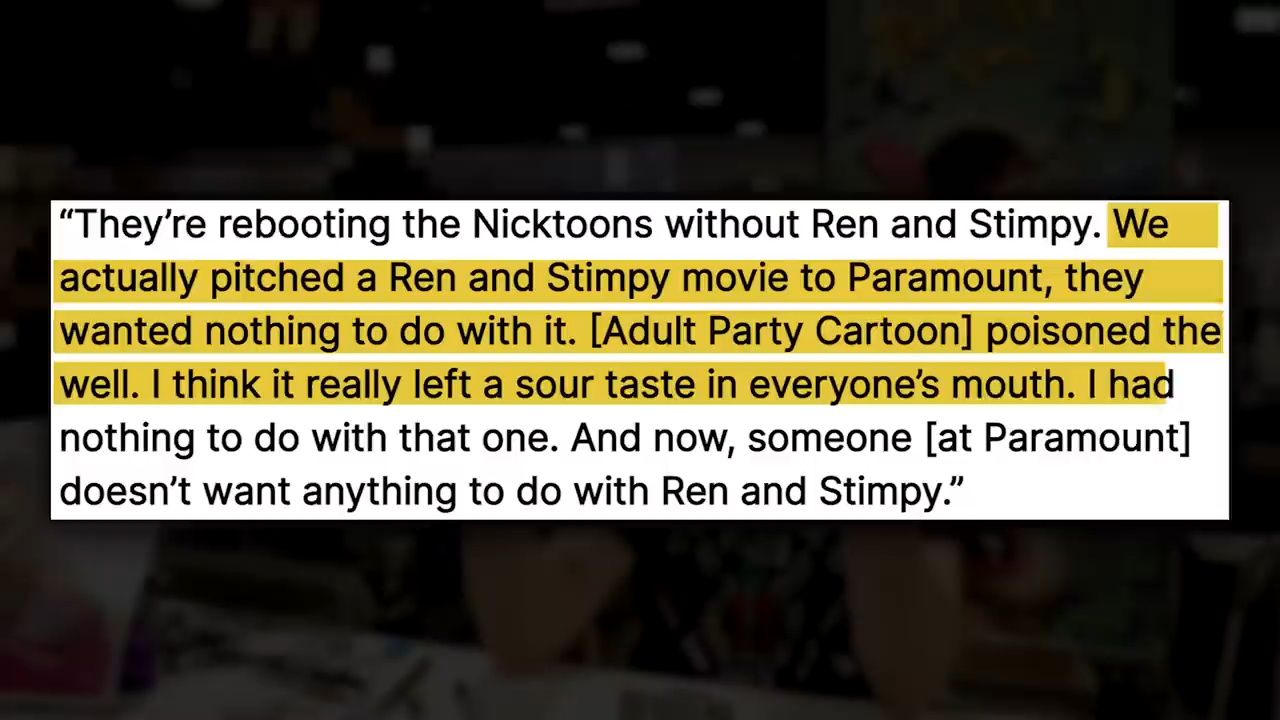 “They’re rebooting the Nicktoons without Ren and Stimpy. We
actually pitched a Ren and Stimpy movie to Paramount, they
wanted nothing to do with it. [Adult Party Cartoon] poisoned the
well. I think it really left a sour taste in everyone’s mouth. I had
nothing to do with that one. And now, someone [at Paramount]
doesn’t want anything to do with Ren and Stimpy.”